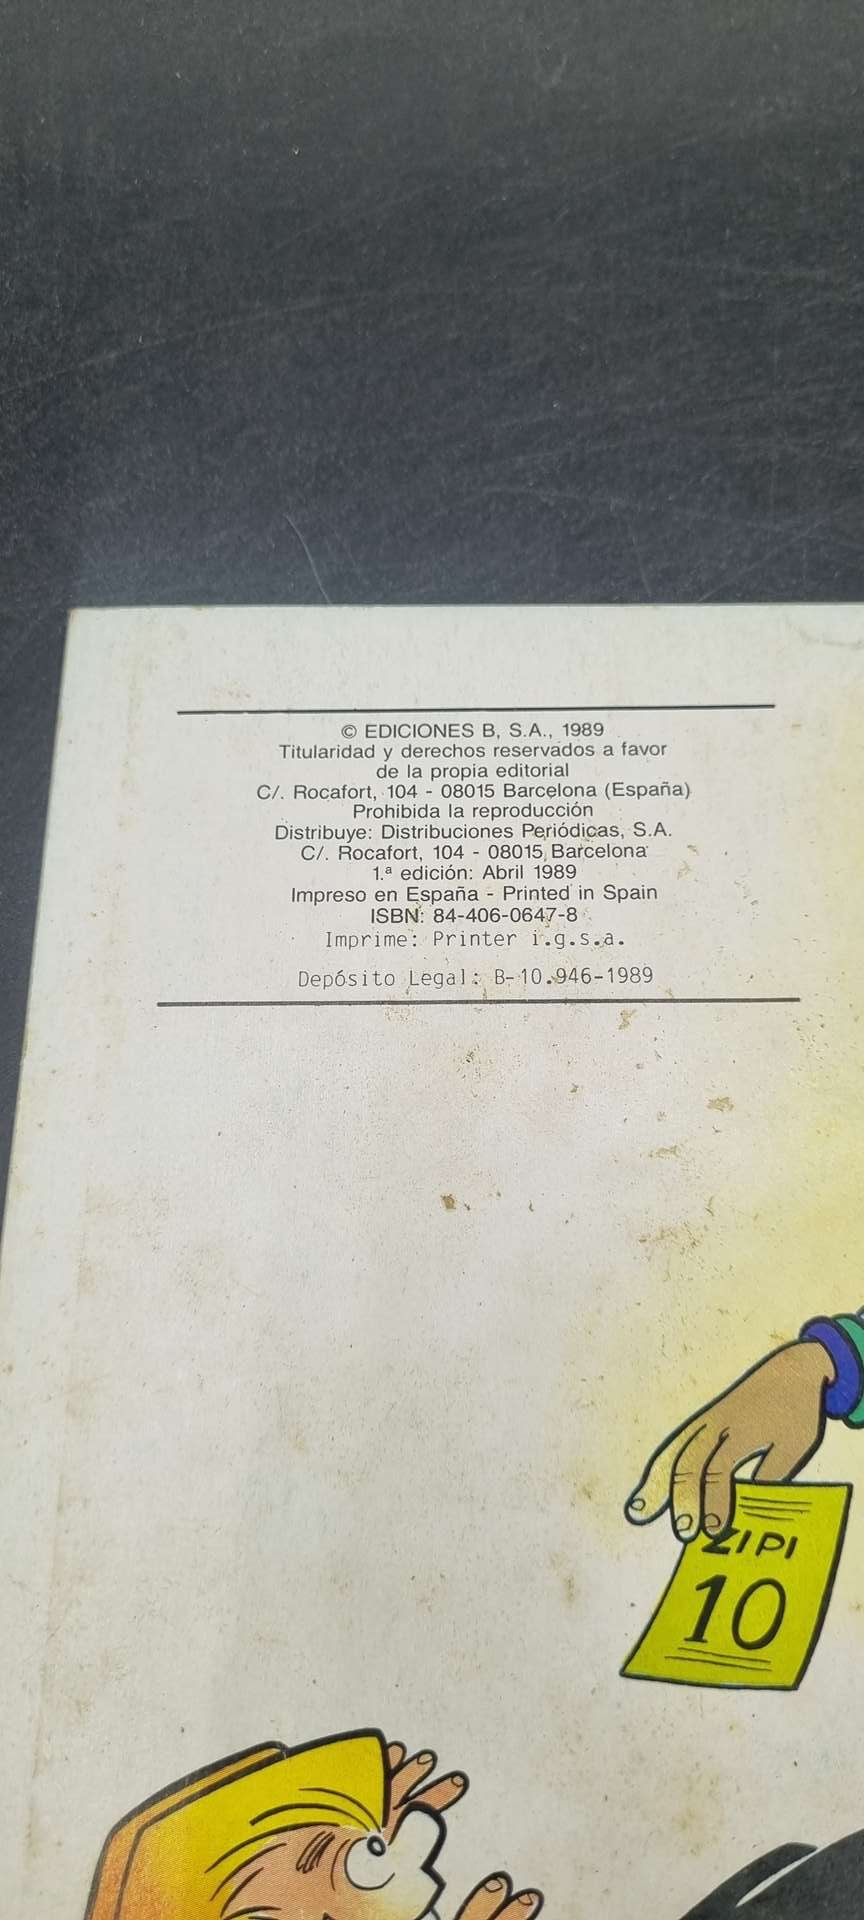 © EDICIONES B, S.A., 1989
Titularidad y derechos reservados a favor
de la propia editorial
C/. Rocafort, 104 - 08015 Barcelona (España)
Prohibida la reproducción
Distribuye: Distribuciones Periódicas, S.A.
C/. Rocafort, 104 - 08015 Barcelona
1.ª edición: Abril 1989
Impreso en España - Printed in Spain
ISBN: 84-406-0647-8
Imprime: Printer i.g.s.a.
Depósito Legal: B-10.946-1989
ZIPI
10